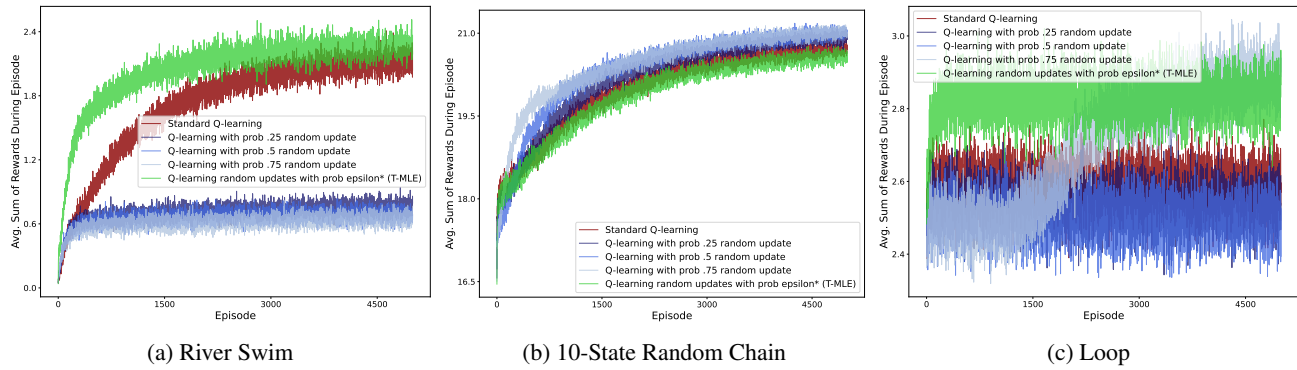 Avg. Sum of Rewards During Episode
2.4
1.8
1.2
0.6
0.0
Standard Q-learning
Q-learning with prob .25 random update
Q-learning with prob .5 random update
Q-learning with prob .75 random update
Q-learning random updates with prob epsilon* (T-MLE)
0
1500
3000
4500
Episode
(a) River Swim
Avg. Sum of Rewards During Episode
21.0
19.5
18.0
16.5
Standard Q-learning
Q-learning with prob .25 random update
Q-learning with prob .5 random update
Q-learning with prob .75 random update
Q-learning random updates with prob epsilon* (T-MLE)
0
1500
3000
4500
Episode
(b) 10-State Random Chain
Avg. Sum of Rewards During Episode
3.0
2.8
2.6
2.4
Standard Q-learning
Q-learning with prob .25 random update
Q-learning with prob .5 random update
Q-learning with prob .75 random update
Q-learning random updates with prob epsilon* (T-MLE)
0
1500
3000
4500
Episode
(c) Loop